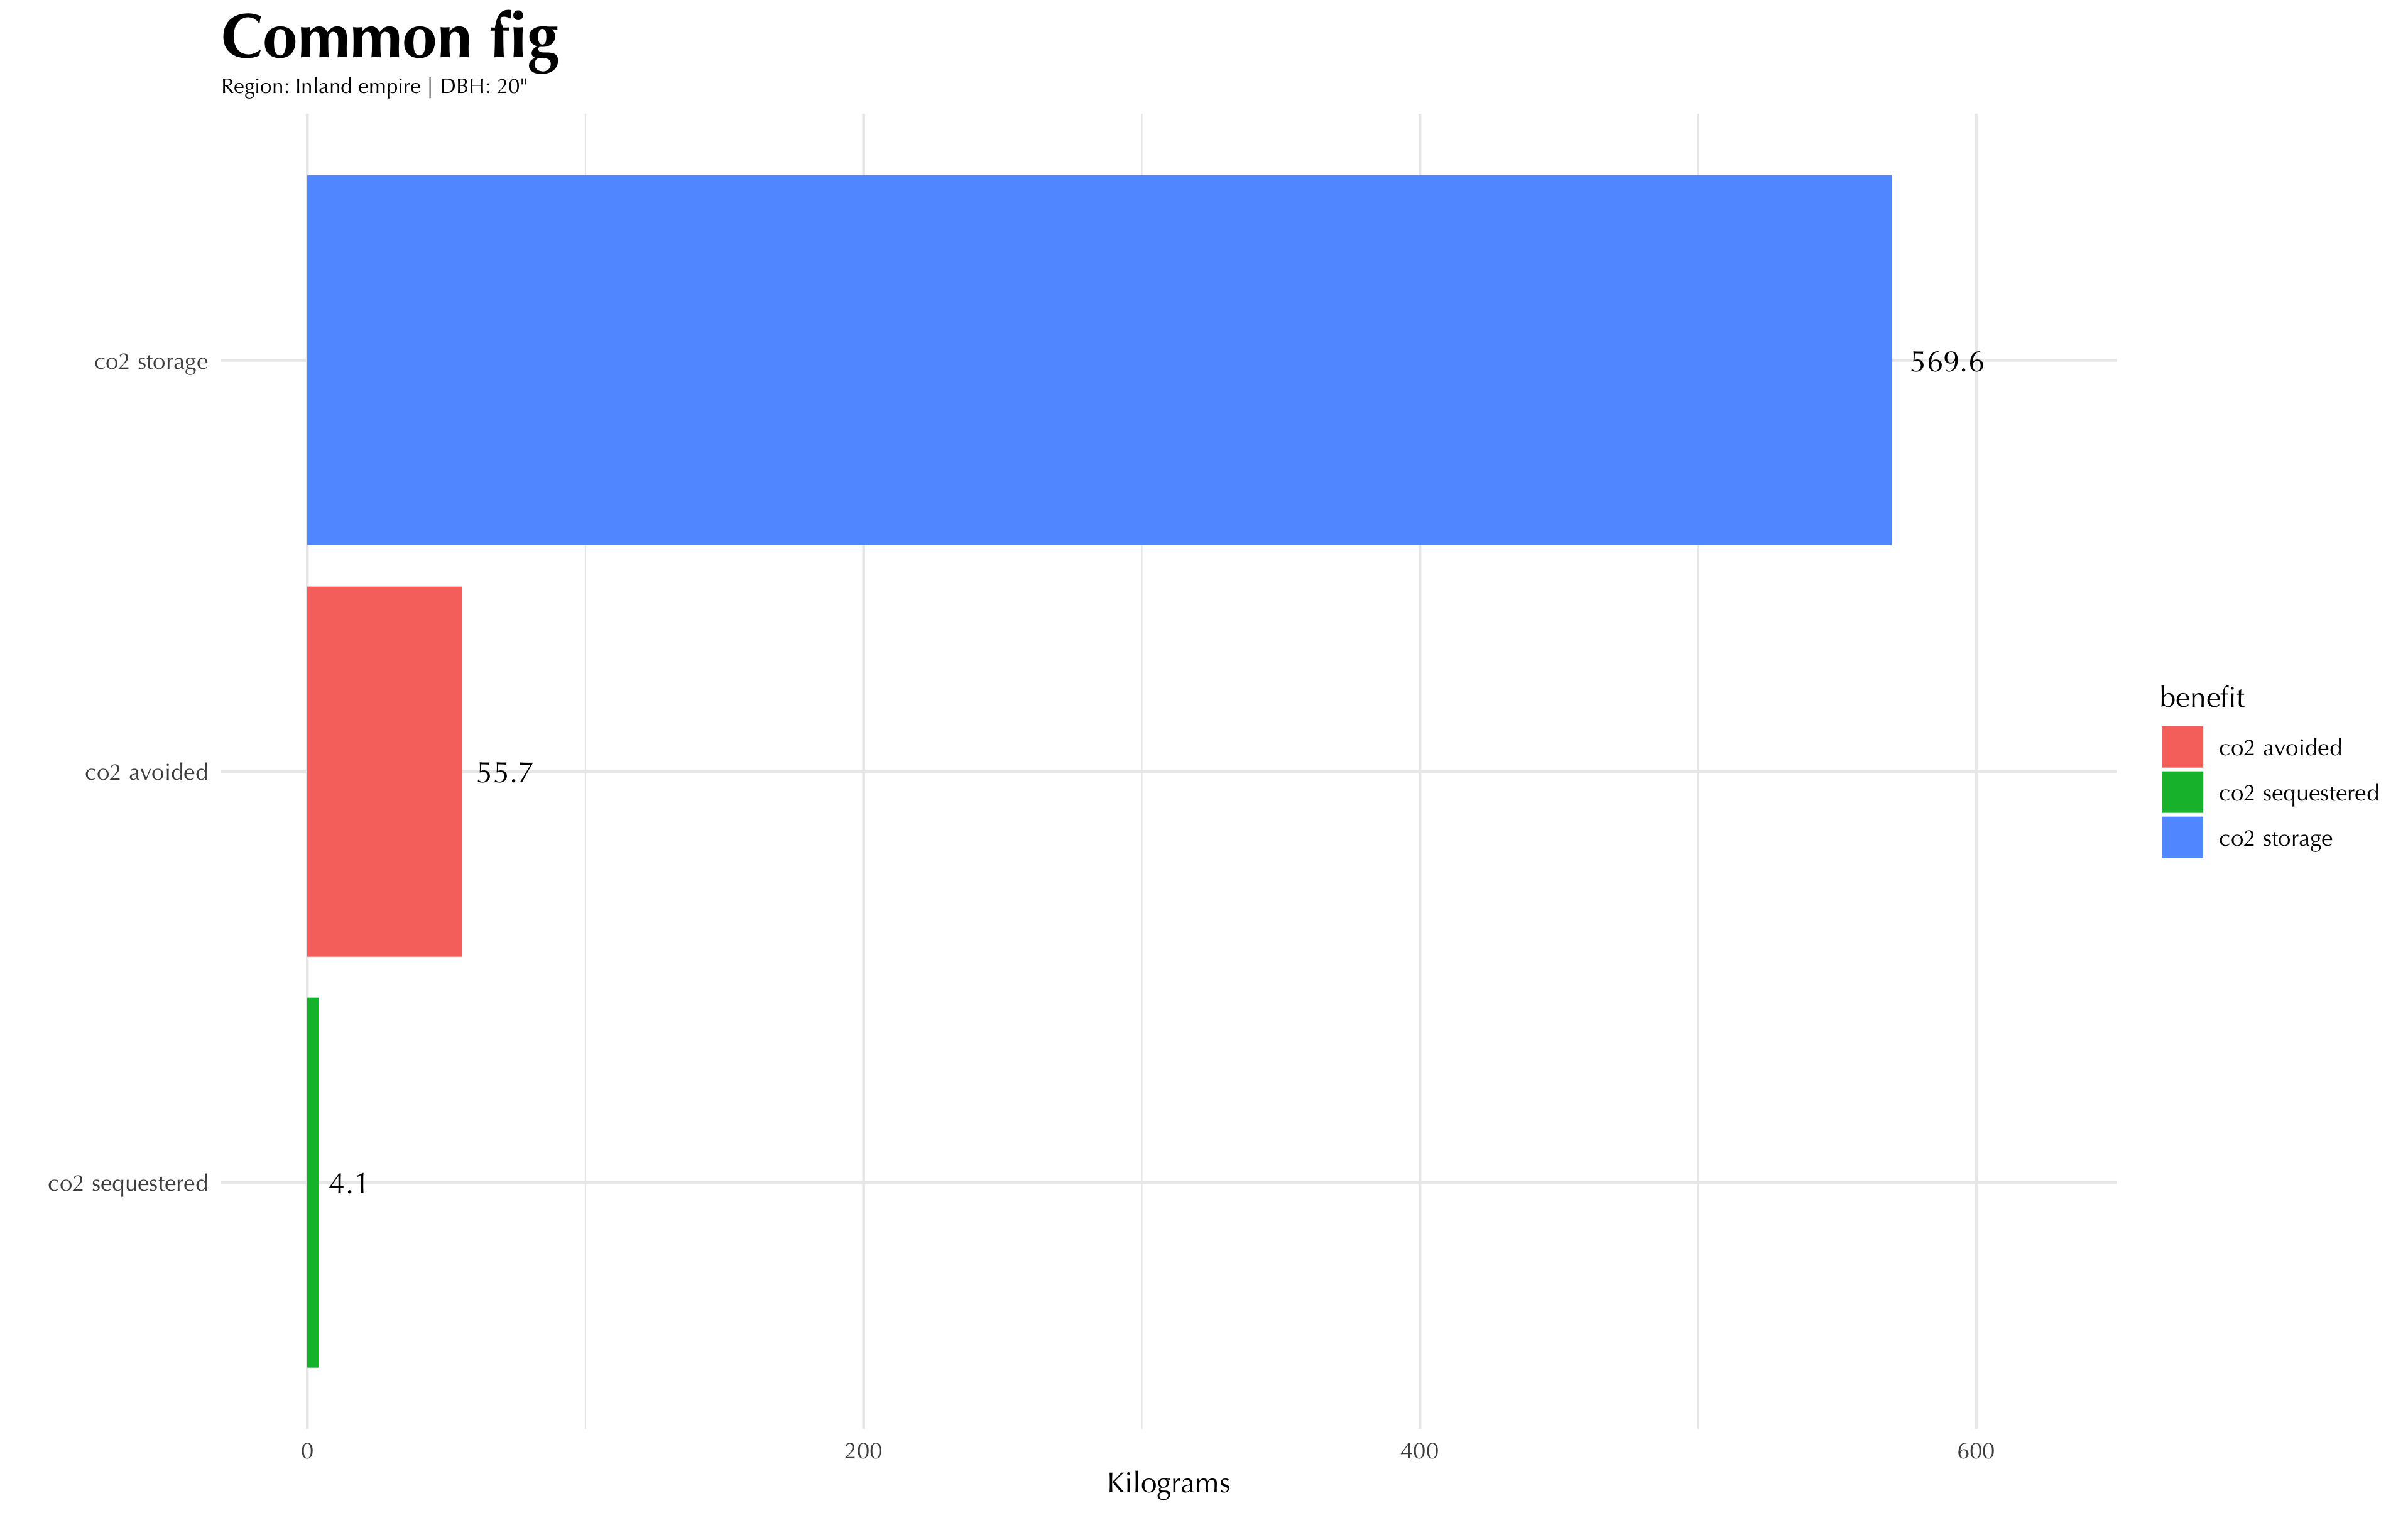 Common fig
Region: Inland empire | DBH: 20"
co2 storage
569.6
co2 avoided
55.7
co2 sequestered
4.1
0
200
400
600
Kilograms
benefit
co2 avoided
co2 sequestered
co2 storage